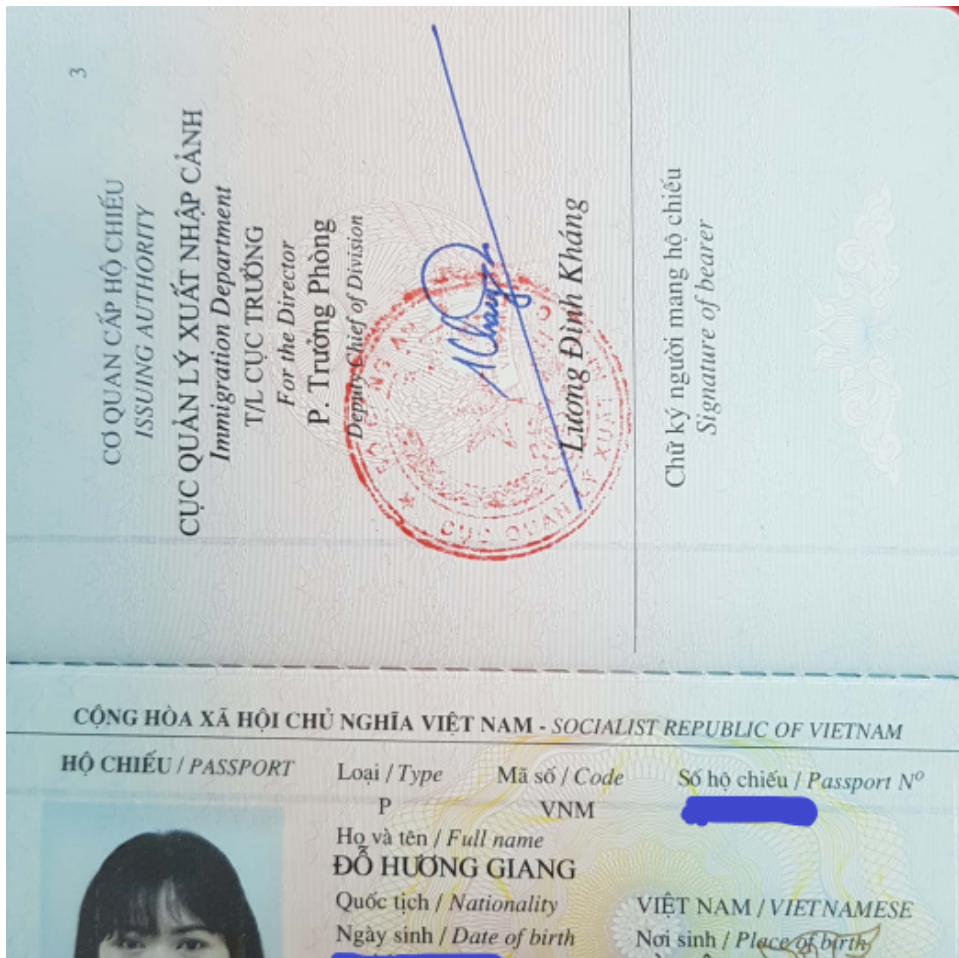 3
CƠ QUAN CẤP HỘ CHIẾU
ISSUING AUTHORITY
CỤC QUẢN LÝ XUẤT NHẬP CẢNH
Immigration Department
T/L CỤC TRƯỞNG
For the Director
P. Trưởng Phòng
Deputy Chief of Division
CỤC QUẢN LÝ XUẤT
Lương Đình Kháng
Chữ ký người mang hộ chiếu
Signature of bearer
CỘNG HÒA XÃ HỘI CHỦ NGHĨA VIỆT NAM - SOCIALIST REPUBLIC OF VIETNAM
HỘ CHIẾU / PASSPORT
Loại / Type Mã số / Code Số hộ chiếu / Passport Nº
P VNM
Họ và tên / Full name
ĐỖ HƯƠNG GIANG
Quốc tịch / Nationality VIỆT NAM / VIETNAMESE
Ngày sinh / Date of birth Nơi sinh / Place of birth